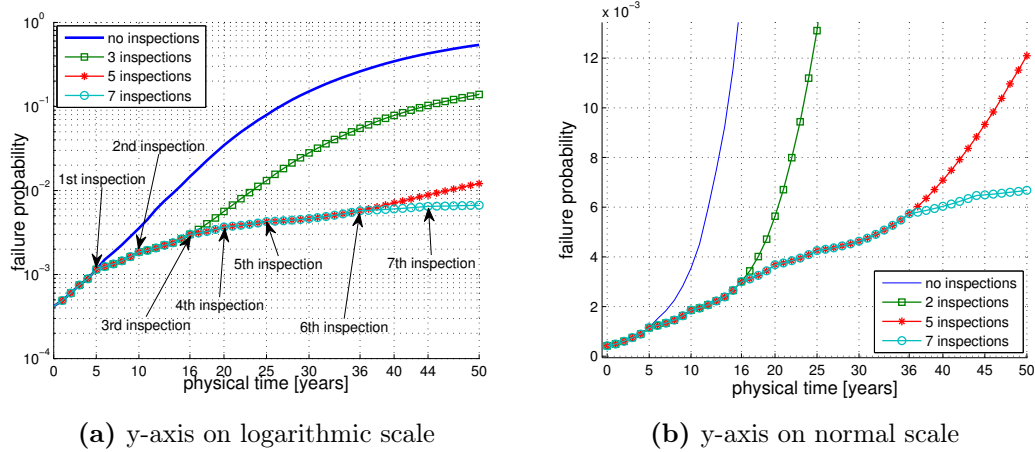 10^0
no inspections
3 inspections
5 inspections
7 inspections
10^-1
2nd inspection
10^-2
1st inspection
5th inspection
7th inspection
10^-3
4th inspection
3rd inspection
6th inspection
10^-4
failure probability
0 5 10 16 20 25 30 36 40 44 50
physical time [years]
(a) y-axis on logarithmic scale
x 10^-3
12
10
8
6
4
2
0
failure probability
no inspections
2 inspections
5 inspections
7 inspections
0 5 10 16 20 25 30 36 40 45 50
physical time [years]
(b) y-axis on normal scale